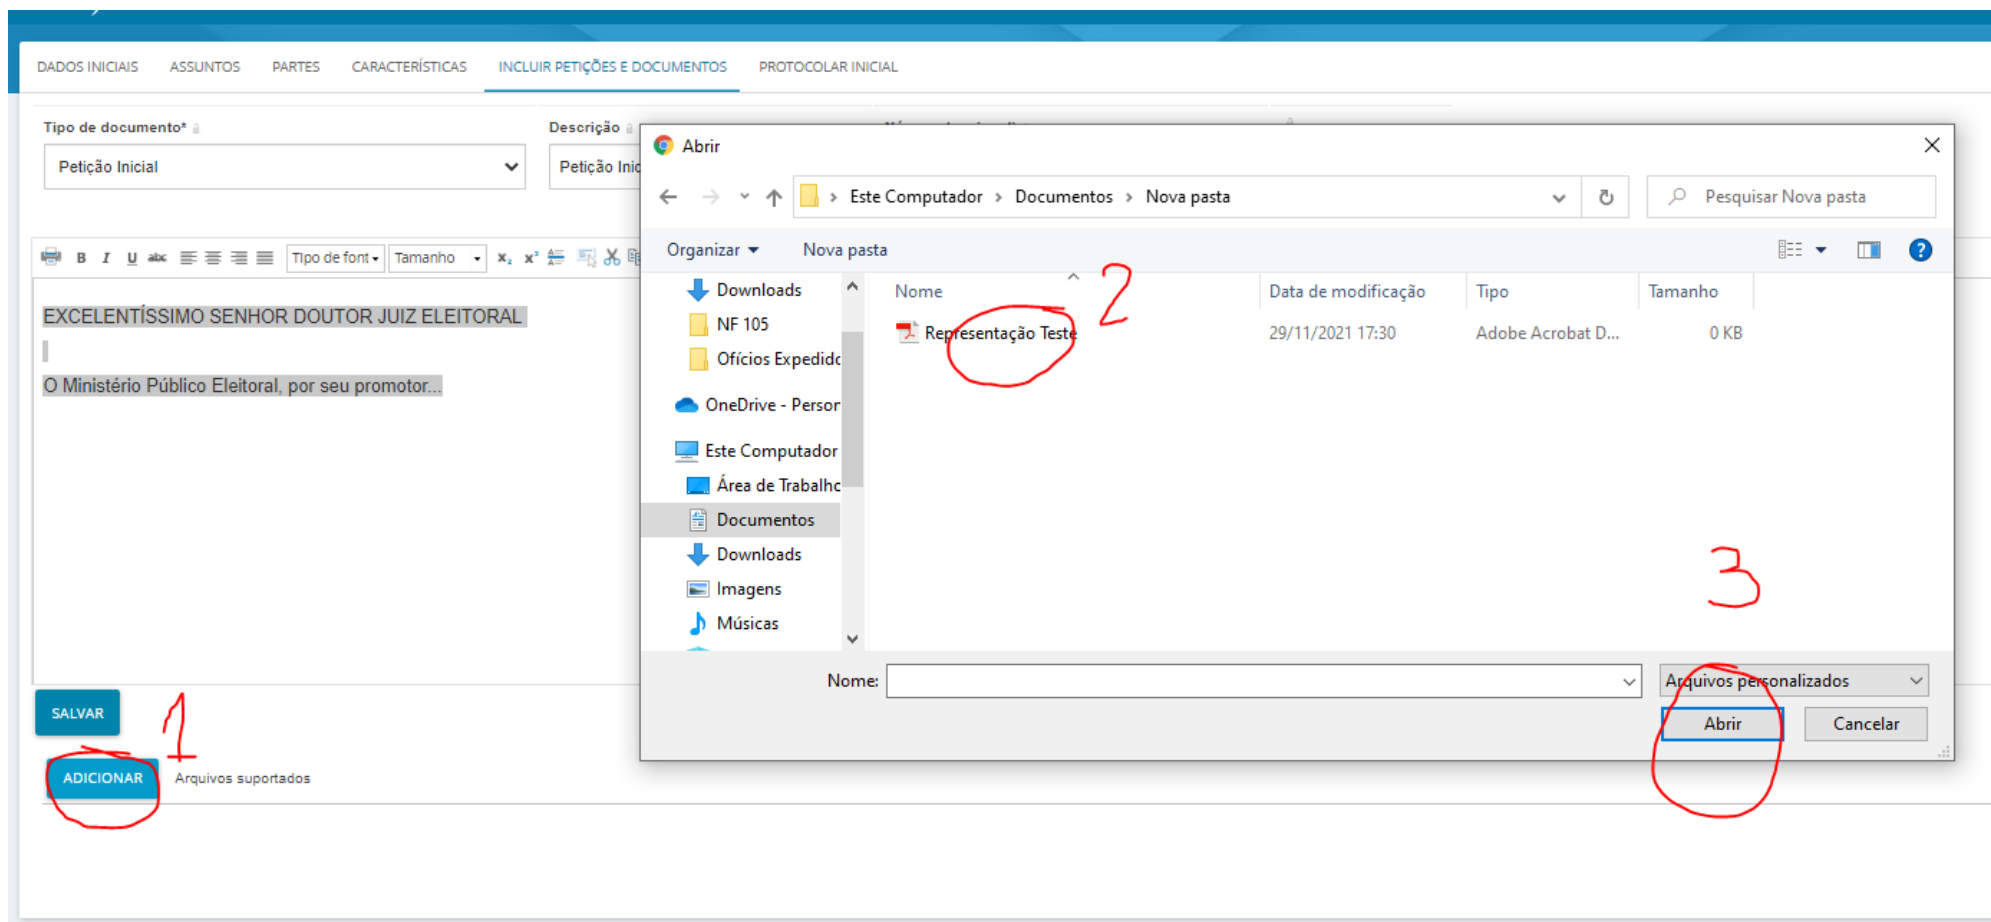 DADOS INICIAIS ASSUNTOS PARTES CARACTERÍSTICAS INCLUIR PETIÇÕES E DOCUMENTOS PROTOCOLAR INICIAL
Tipo de documento* Descrição
Petição Inicial Petição Inic
B I U abc Tipo de font Tamanho x₂ x²
EXCELENTÍSSIMO SENHOR DOUTOR JUIZ ELEITORAL
O Ministério Público Eleitoral, por seu promotor...
SALVAR
1
ADICIONAR Arquivos suportados
Abrir
Este Computador > Documentos > Nova pasta Pesquisar Nova pasta
Organizar Nova pasta ?
2
Downloads
NF 105
Ofícios Expedido
OneDrive - Person
Este Computador
Área de Trabalho
Documentos
Downloads
Imagens
Músicas
Nome Data de modificação Tipo Tamanho
Representação Teste 29/11/2021 17:30 Adobe Acrobat D... 0 KB
3
Nome: Arquivos personalizados
Abrir Cancelar